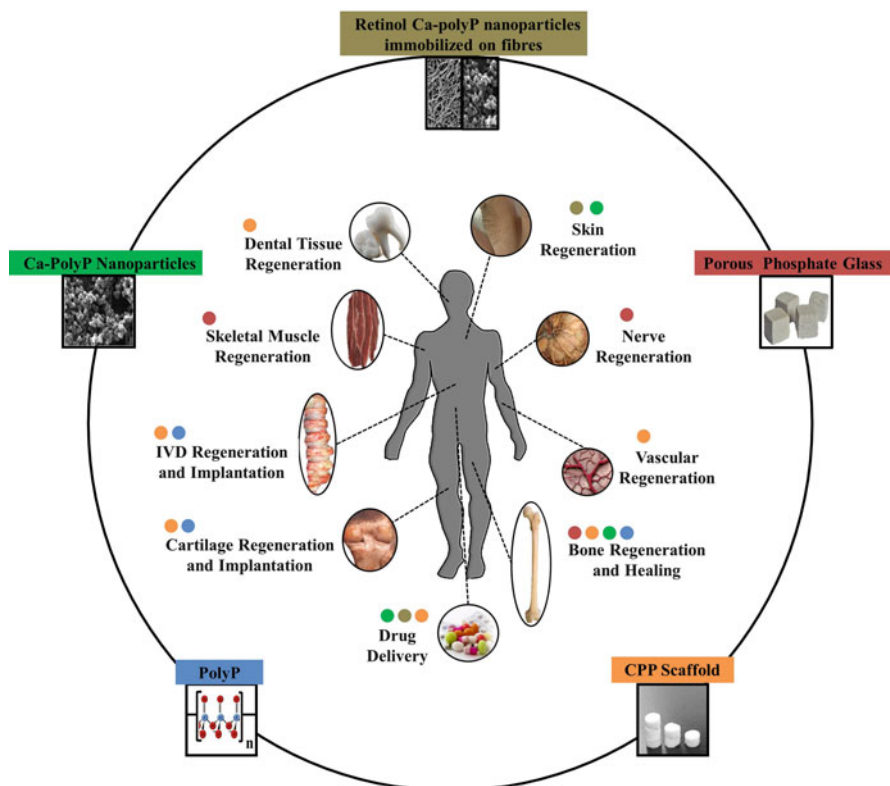 Retinol Ca-polyP nanoparticles
immobilized on fibres
Dental Tissue
Regeneration
Skin
Regeneration
Ca-PolyP Nanoparticles
Porous Phosphate Glass
Skeletal Muscle
Regeneration
Nerve
Regeneration
IVD Regeneration
and Implantation
Vascular
Regeneration
Cartilage Regeneration
and Implantation
Bone Regeneration
and Healing
Drug
Delivery
PolyP
n
CPP Scaffold